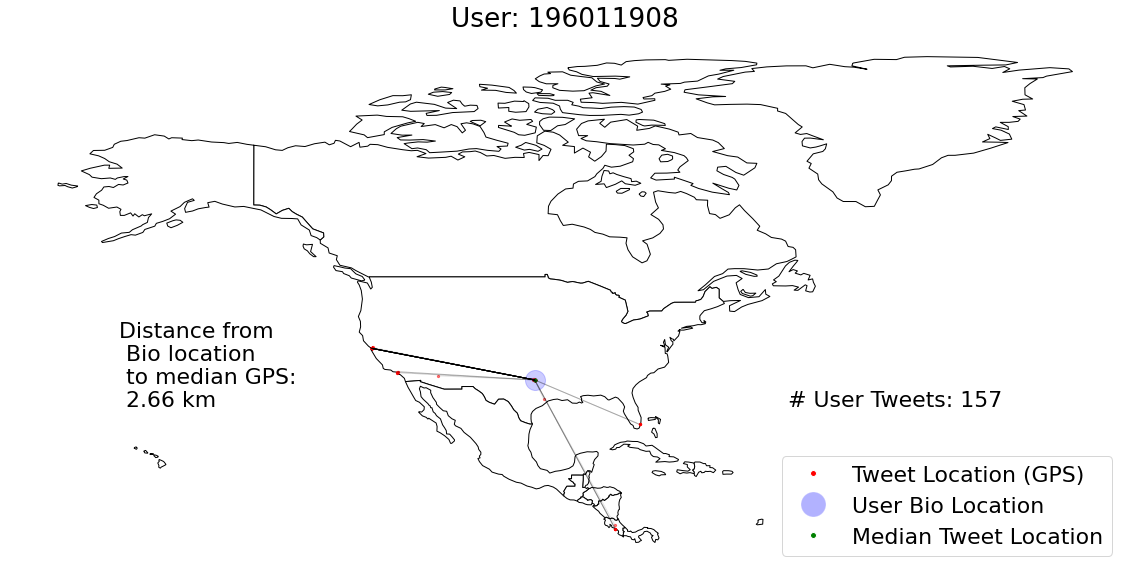 User: 196011908
Distance from
Bio location
to median GPS:
2.66 km
# User Tweets: 157
Tweet Location (GPS)
User Bio Location
Median Tweet Location